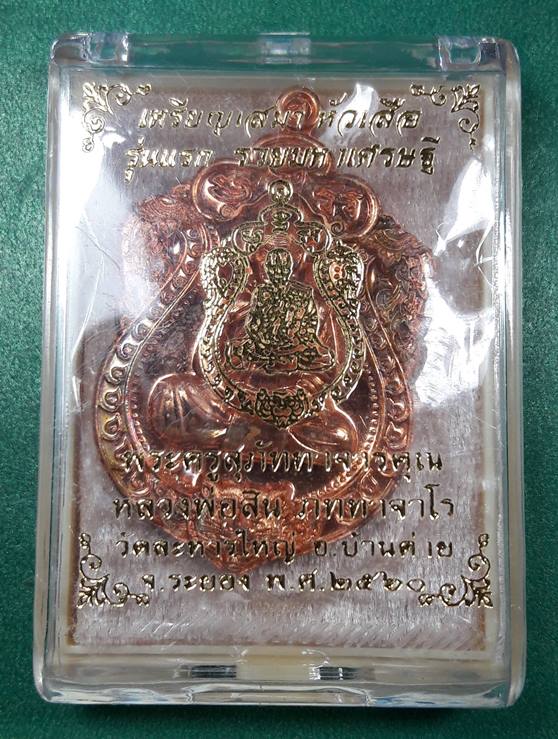 เหรียญเสมา หัวเสือ
รุ่นแรก รวยมหาเศรษฐี
พระครูสุภัททาจารคุณ
หลวงพ่อสิน ภทฺทาจาโร
วัดละหารใหญ่ อ.บ้านค่าย
จ.ระยอง พ.ศ.๒๕๖๐